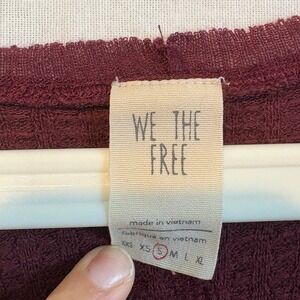 WE THE
FREE
made in vietnam
fabriqué en vietnam
XXS XS S M L XL